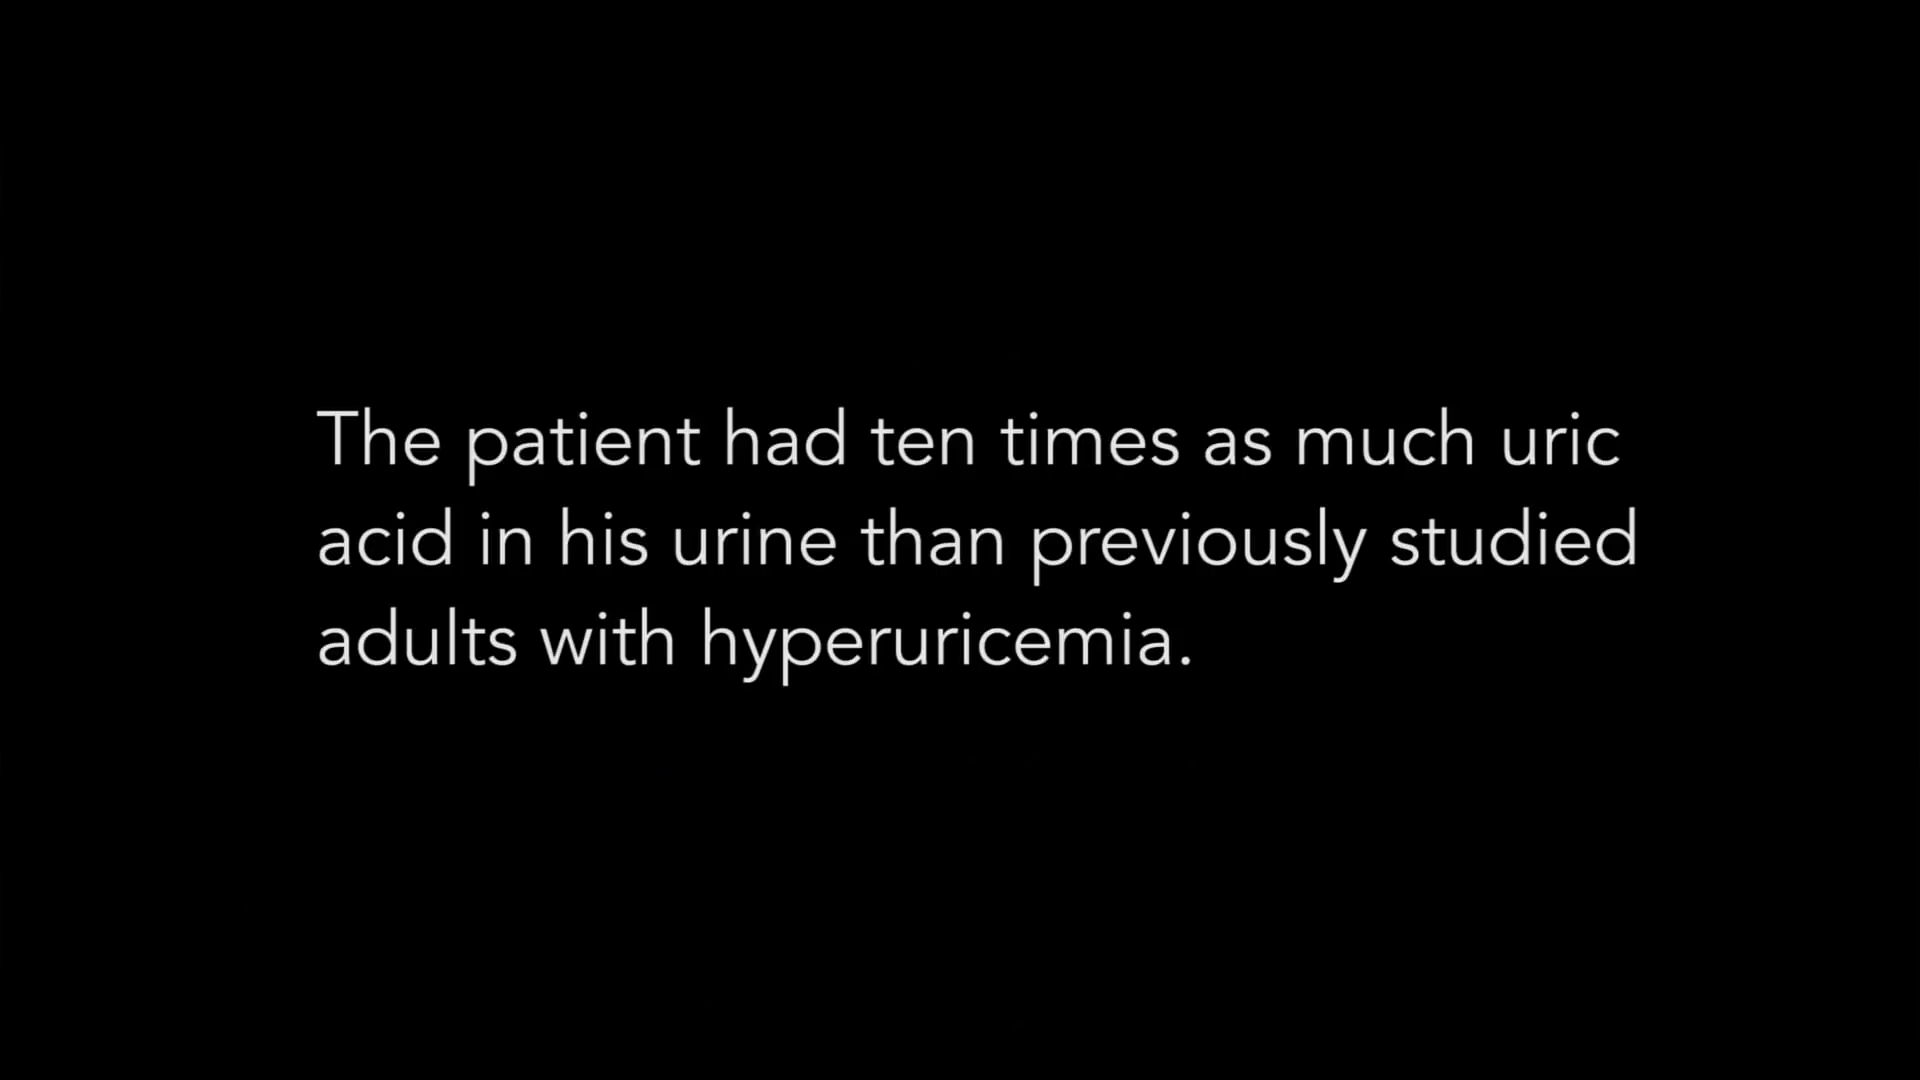 The patient had ten times as much uric
acid in his urine than previously studied
adults with hyperuricemia.